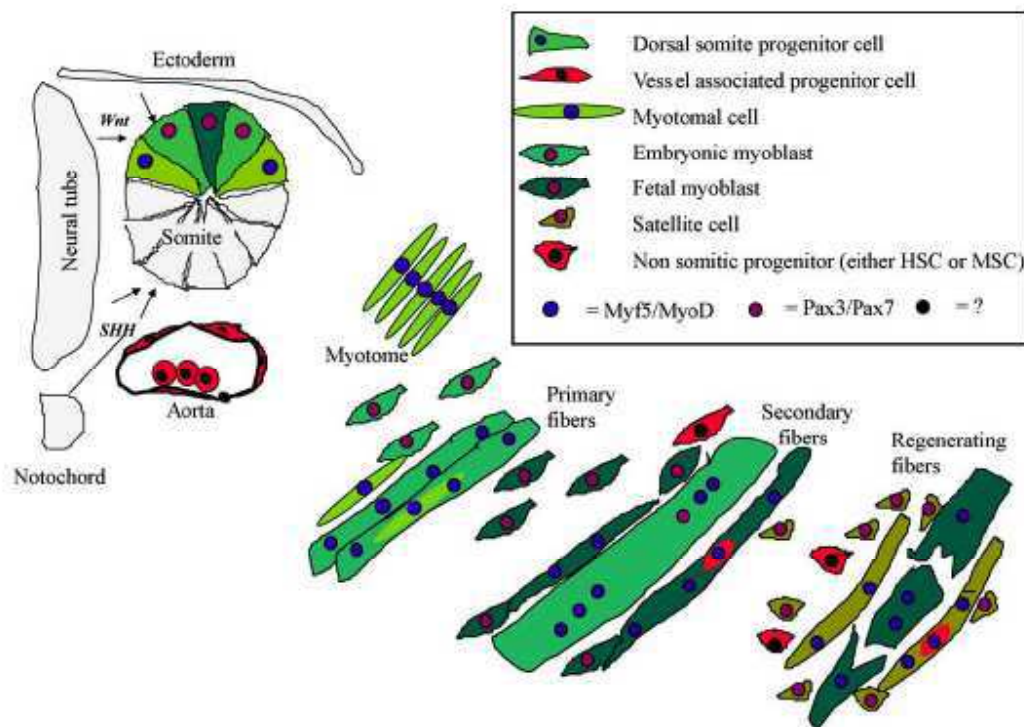 Ectoderm
Wnt
Neural tube
Somite
SHH
Aorta
Notochord
Myotome
Primary
fibers
Secondary
fibers
Regenerating
fibers
Dorsal somite progenitor cell
Vessel associated progenitor cell
Myotomal cell
Embryonic myoblast
Fetal myoblast
Satellite cell
Non somitic progenitor (either HSC or MSC)
= Myf5/MyoD = Pax3/Pax7 = ?